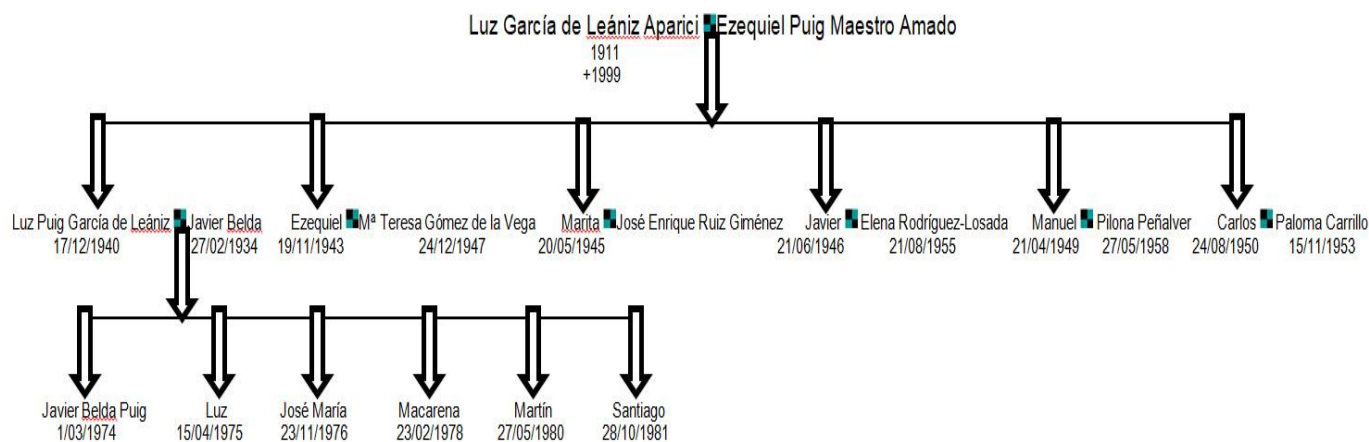 Luz García de Leániz Aparici Ezequiel Puig Maestro Amado
1911
+1999
Luz Puig García de Leániz Javier Belda Ezequiel Mª Teresa Gómez de la Vega Marita José Enrique Ruiz Giménez Javier Elena Rodríguez-Losada Manuel Pilona Peñalver Carlos Paloma Carrillo
17/12/1940 27/02/1934 19/11/1943 24/12/1947 20/05/1945 21/06/1946 21/08/1955 21/04/1949 27/05/1958 24/08/1950 15/11/1953
Javier Belda Puig Luz José María Macarena Martín Santiago
1/03/1974 15/04/1975 23/11/1976 23/02/1978 27/05/1980 28/10/1981